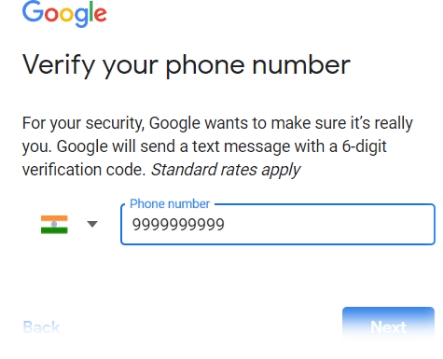 Google
Verify your phone number
For your security, Google wants to make sure it's really
you. Google will send a text message with a 6-digit
verification code. Standard rates apply
Phone number
9999999999
Back
Next